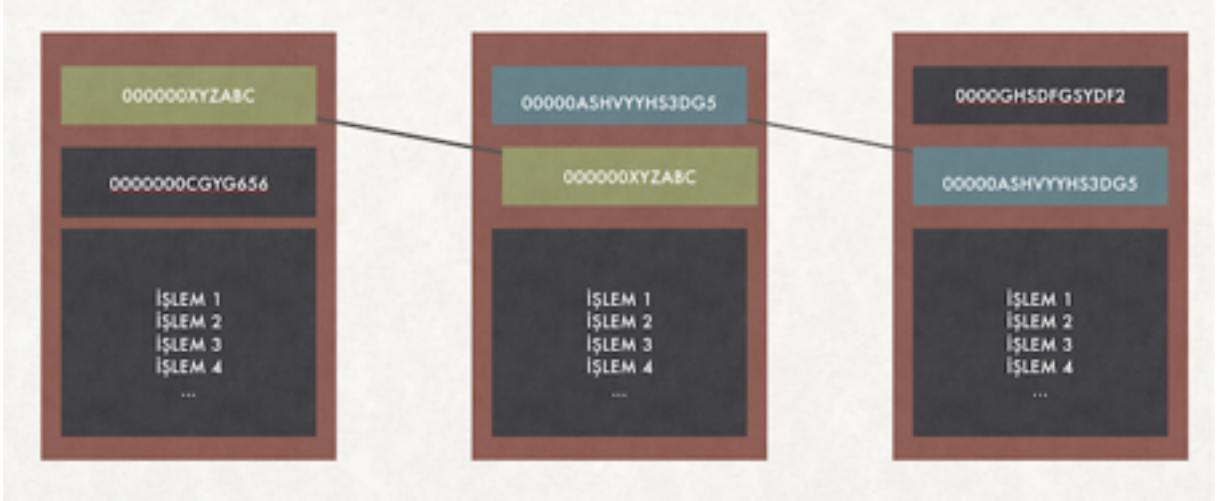 000000XYZABC
0000000CGYG656
İŞLEM 1
İŞLEM 2
İŞLEM 3
İŞLEM 4
...
00000ASHVYYHS3DG5
000000XYZABC
İŞLEM 1
İŞLEM 2
İŞLEM 3
İŞLEM 4
...
0000GHSDFGSYDF2
00000ASHVYYHS3DG5
İŞLEM 1
İŞLEM 2
İŞLEM 3
İŞLEM 4
...